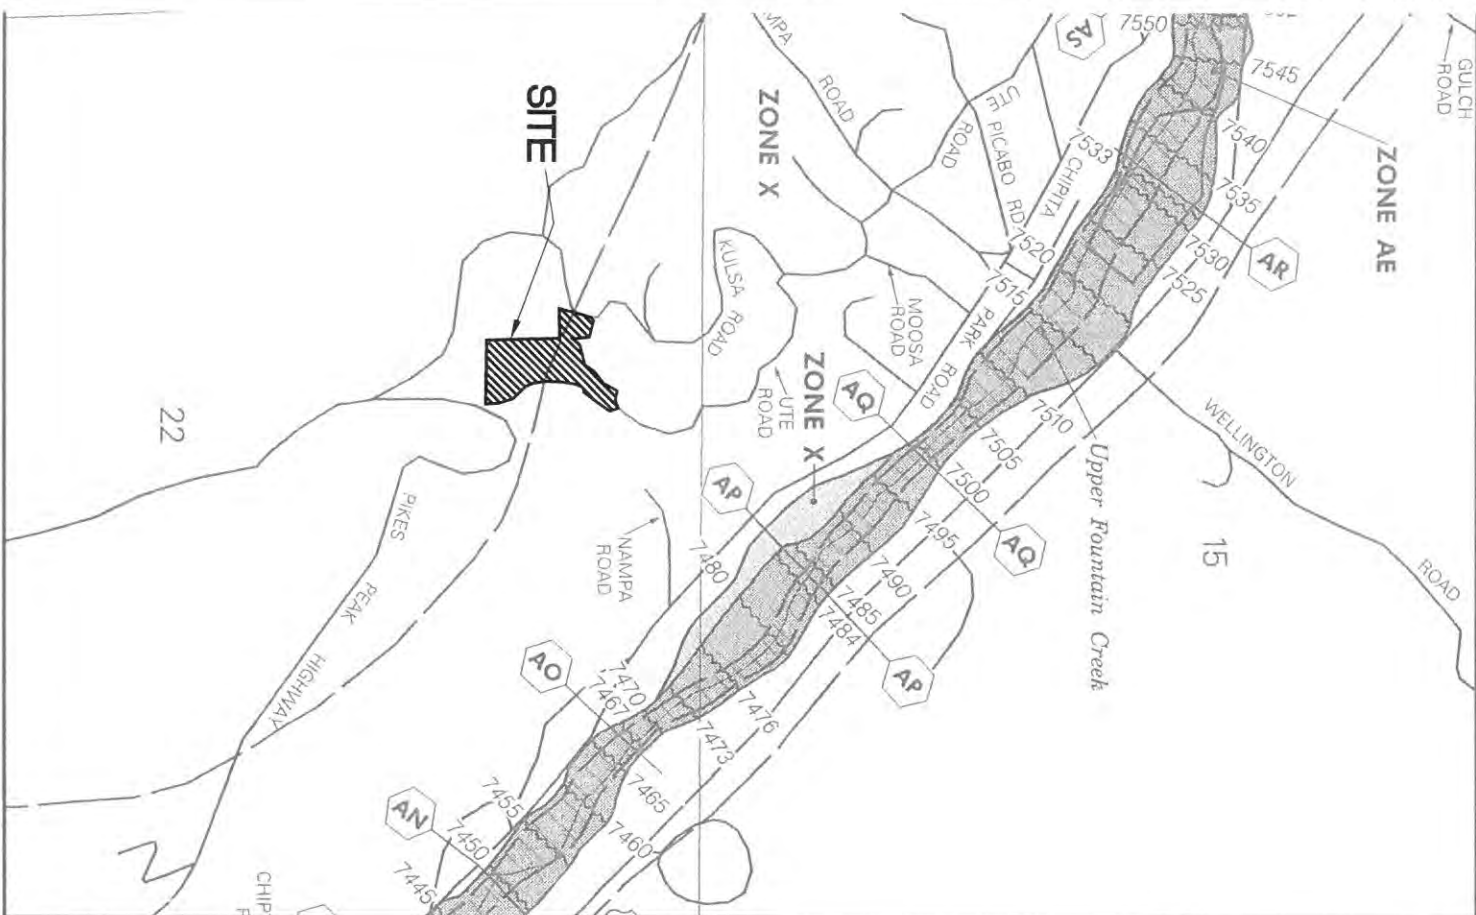 SITE
ZONE X
ROAD
UTE
ROAD
PICABO RD
CHIPITA
PARK
ROAD
KULSA ROAD
MOOSA
ROAD
UTE
ROAD
ZONE X
ZONE AE
GULCH
ROAD
AS
7550
7545
7540
7535
7533
7530
7525
7520
7515
7510
7505
7500
7495
7490
7485
7484
7480
7476
7473
7470
7467
7465
7460
7455
7450
7445
AR
AQ
AQ
AP
AP
AO
AN
WELLINGTON
ROAD
Upper Fountain Creek
15
22
NAMPA
ROAD
PIKES
PEAK
HIGHWAY